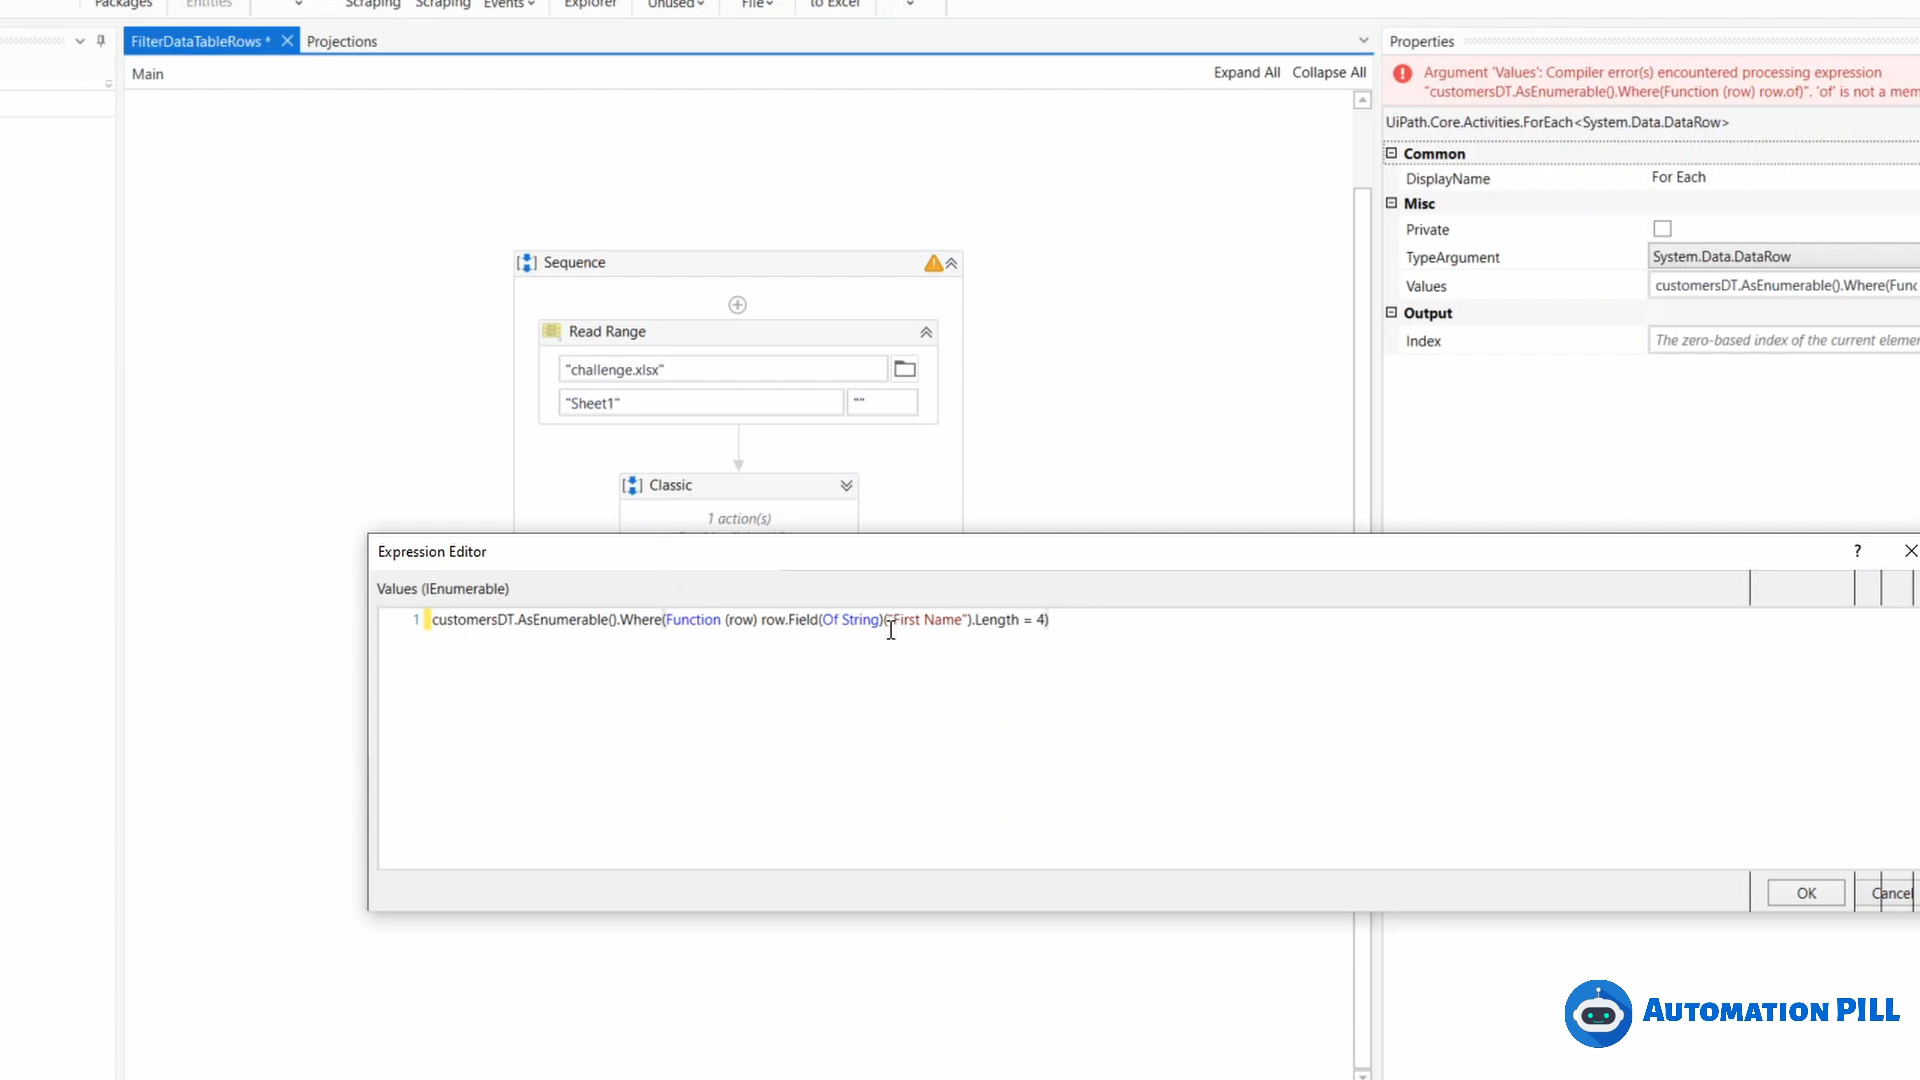 Packages
Entities
Scraping
Scraping
Events
Explorer
Unused
File
to Excel
FilterDataTableRows *
Projections
Properties
Main
Expand All
Collapse All
Argument 'Values': Compiler error(s) encountered processing expression
"customersDT.AsEnumerable().Where(Function (row) row.of)". 'of' is not a mem
UiPath.Core.Activities.ForEach<System.Data.DataRow>
Common
DisplayName
For Each
Misc
Private
TypeArgument
System.Data.DataRow
Values
customersDT.AsEnumerable().Where(Func
Output
Index
The zero-based index of the current elemer
Sequence
Read Range
"challenge.xlsx"
"Sheet1"
""
Classic
1 action(s)
Expression Editor
?
Values (IEnumerable)
1 customersDT.AsEnumerable().Where(Function (row) row.Field(Of String)("First Name").Length = 4)
OK
Cancel
AUTOMATION PILL